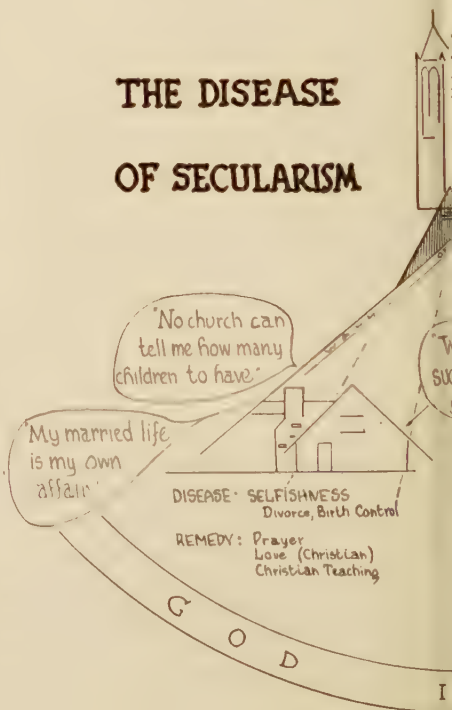 THE DISEASE
OF SECULARISM
"No church can
tell me how many
children to have."
"My married life
is my own
affair."
DISEASE: SELFISHNESS
Divorce, Birth Control
REMEDY: Prayer
Love (Christian)
Christian Teaching
GOD
I